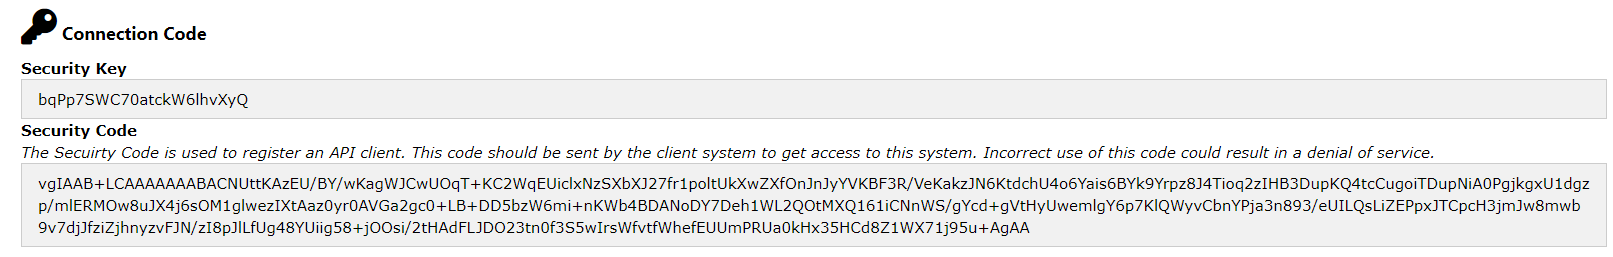 Connection Code
Security Key
bqPp7SWC70atckW6lhvXyQ
Security Code
The Secuirty Code is used to register an API client. This code should be sent by the client system to get access to this system. Incorrect use of this code could result in a denial of service.
vgIAAB+LCAAAAAAABACNUttKAzEU/BY/wKagWJCwUOqT+KC2WqEUiclxNzSXbXJ27fr1poltUkXwZXfOnJnJyYVKBF3R/VeKakzJN6KtdchU4o6Yais6BYk9Yrpz8J4Tioq2zIHB3DupKQ4tcCugoiTDupNiA0PgjkgxU1dgz
p/mlERMOw8uJX4j6sOM1glwezIXtAaz0yr0AVGa2gc0+LB+DD5bzW6mi+nKWb4BDANoDY7Deh1WL2QOtMXQ161iCNnWS/gYcd+gVtHyUwemlgY6p7KlQWyvCbnYPja3n893/eUILQsLiZEPpxJTCpcH3jmJw8mwb
9v7djJfziZjhnyzvFJN/zI8pJlLfUg48YUiig58+jOOsi/2tHAdFLJDO23tn0f3S5wIrsWfvtfWhefEUUmPRUa0kHx35HCd8Z1WX71j95u+AgAA